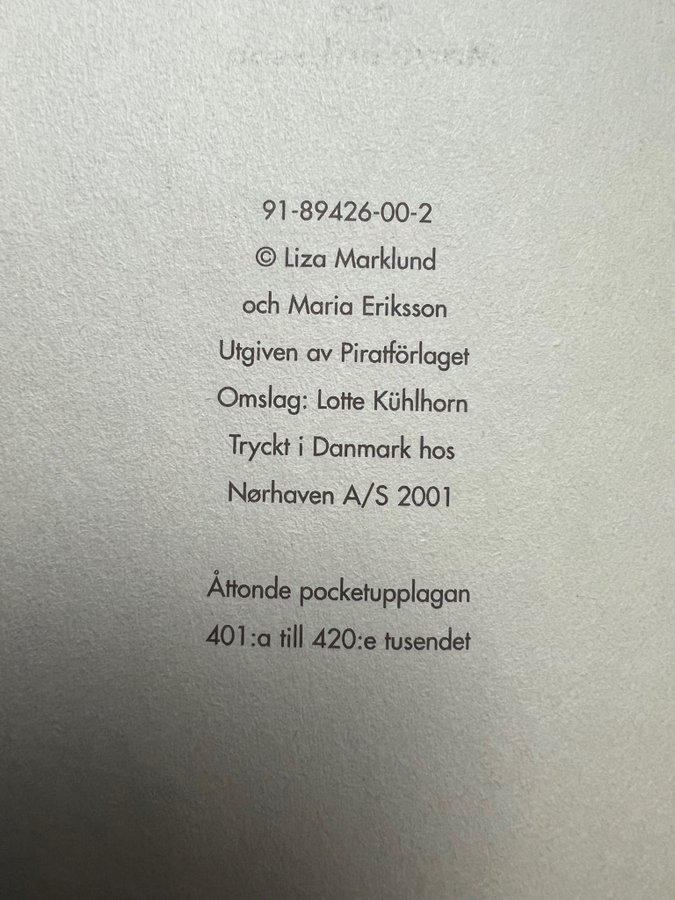 91-89426-00-2
© Liza Marklund
och Maria Eriksson
Utgiven av Piratförlaget
Omslag: Lotte Kühlhorn
Tryckt i Danmark hos
Nørhaven A/S 2001
Åttonde pocketupplagan
401:a till 420:e tusendet